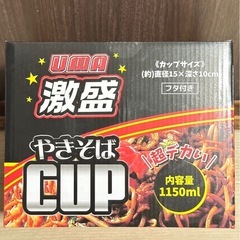 UMA
激盛
やきそば
CUP
《カップサイズ》
(約)直径15×深さ10cm
フタ付き
超デカい
内容量
1150ml